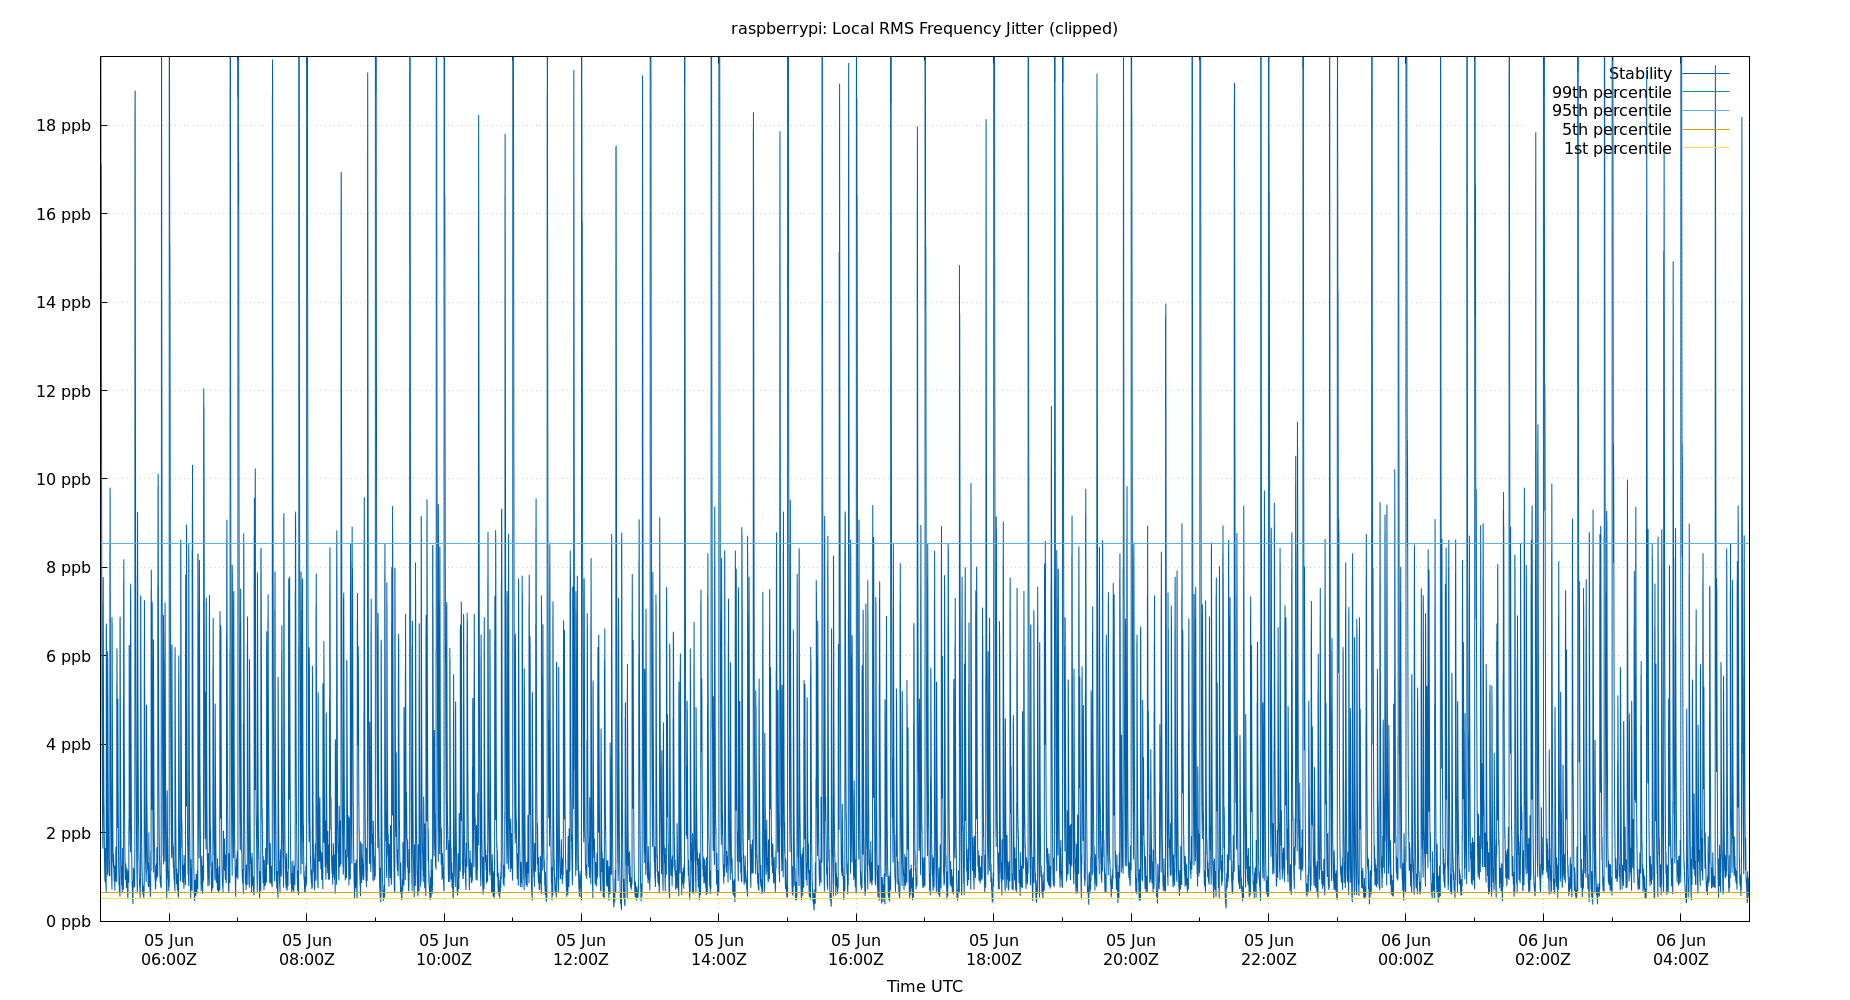 raspberrypi: Local RMS Frequency Jitter (clipped)
Stability
99th percentile
95th percentile
5th percentile
1st percentile
18 ppb
16 ppb
14 ppb
12 ppb
10 ppb
8 ppb
6 ppb
4 ppb
2 ppb
0 ppb
05 Jun 05 Jun 05 Jun 05 Jun 05 Jun 05 Jun 05 Jun 05 Jun 05 Jun 06 Jun 06 Jun 06 Jun
06:00Z 08:00Z 10:00Z 12:00Z 14:00Z 16:00Z 18:00Z 20:00Z 22:00Z 00:00Z 02:00Z 04:00Z
Time UTC